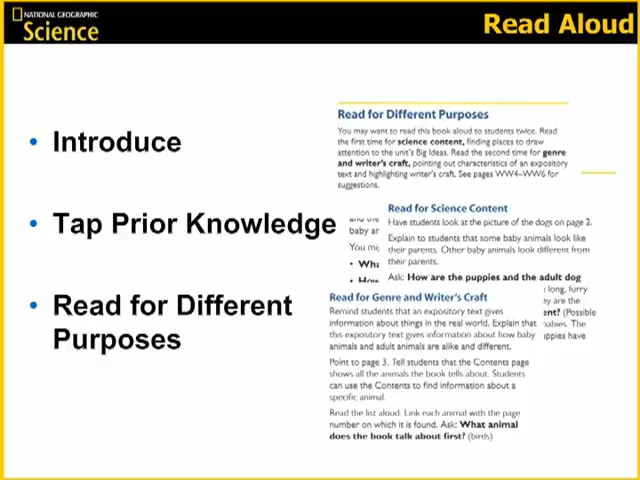 NATIONAL GEOGRAPHIC
Science
Read Aloud
• Introduce
• Tap Prior Knowledge
• Read for Different
Purposes
Read for Different Purposes
You may want to read this book aloud to students twice. Read
the first time for science content, finding places to draw
attention to the unit's Big Ideas. Read the second time for genre
and writer's craft, pointing out characteristics of an expository
text and highlighting writer's craft. See pages WW4–WW6 for
suggestions.
Read for Science Content
Have students look at the picture of the dogs on page 2.
Explain to students that some baby animals look like
their parents. Other baby animals look different from
their parents.
Ask: How are the puppies and the adult dog
baby ar
You
• Wha
• How
long, furry
ey are the
ent? (Possible
babies. The
uppies have
Read for Genre and Writer's Craft
Remind students that an expository text gives
information about things in the real world. Explain that
this expository text gives information about how baby
animals and adult animals are alike and different.
Point to page 3. Tell students that the Contents page
shows all the animals the book tells about. Students
can use the Contents to find information about a
specific animal.
Read the list aloud. Link each animal with the page
number on which it is found. Ask: What animal
does the book talk about first? (birds)